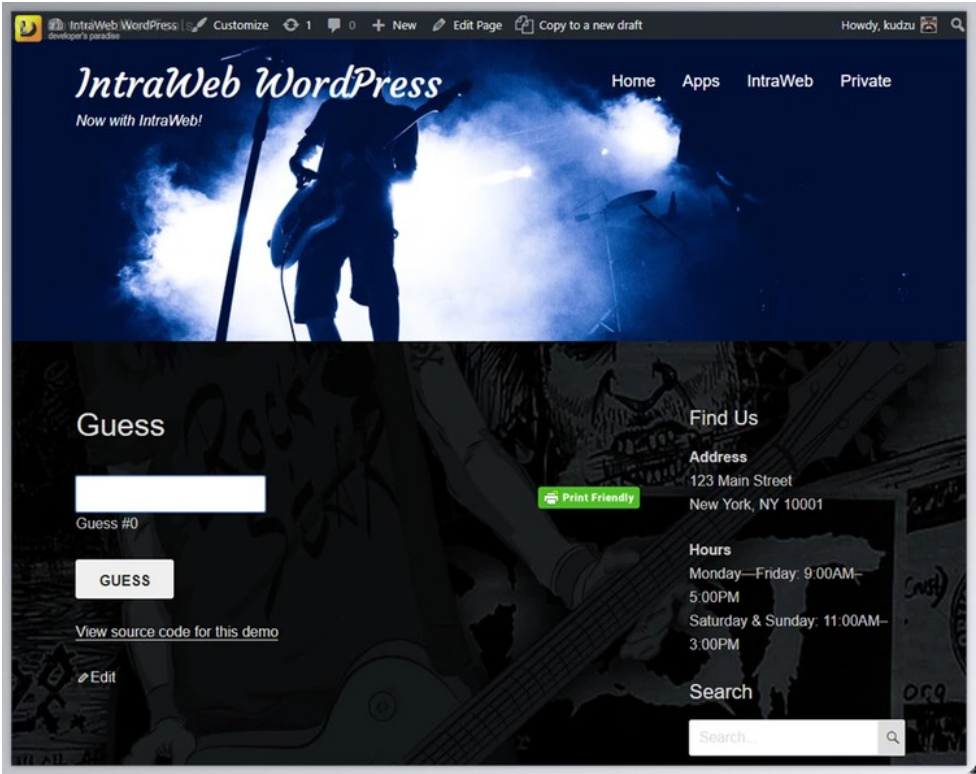 IntraWeb WordPress
developer's paradise
Customize
1
0
New
Edit Page
Copy to a new draft
Howdy, kudzu
IntraWeb WordPress
Now with IntraWeb!
Home
Apps
IntraWeb
Private
Guess
Guess #0
GUESS
View source code for this demo
Edit
Print Friendly
Find Us
Address
123 Main Street
New York, NY 10001
Hours
Monday—Friday: 9:00AM–
5:00PM
Saturday & Sunday: 11:00AM–
3:00PM
Search
Search...